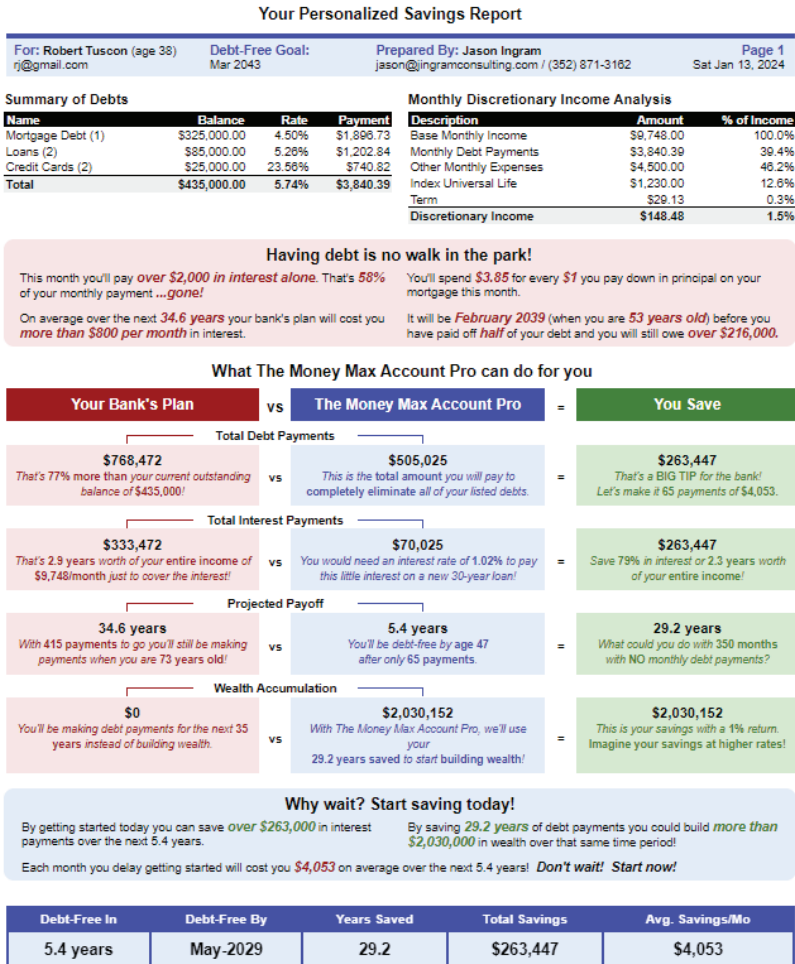 Your Personalized Savings Report
For: Robert Tuscon (age 38)
rj@gmail.com
Debt-Free Goal:
Mar 2043
Prepared By: Jason Ingram
jason@jingramconsulting.com / (352) 871-3162
Page 1
Sat Jan 13, 2024
Summary of Debts
Name Balance Rate Payment
Mortgage Debt (1) $325,000.00 4.50% $1,896.73
Loans (2) $85,000.00 5.26% $1,202.84
Credit Cards (2) $25,000.00 23.56% $740.82
Total $435,000.00 5.74% $3,840.39
Monthly Discretionary Income Analysis
Description Amount % of Income
Base Monthly Income $9,748.00 100.0%
Monthly Debt Payments $3,840.39 39.4%
Other Monthly Expenses $4,500.00 46.2%
Index Universal Life $1,230.00 12.6%
Term $29.13 0.3%
Discretionary Income $148.48 1.5%
Having debt is no walk in the park!
This month you'll pay over $2,000 in interest alone. That's 58%
of your monthly payment ...gone!
On average over the next 34.6 years your bank's plan will cost you
more than $800 per month in interest.
You'll spend $3.85 for every $1 you pay down in principal on your
mortgage this month.
It will be February 2039 (when you are 53 years old) before you
have paid off half of your debt and you will still owe over $216,000.
What The Money Max Account Pro can do for you
Your Bank's Plan vs The Money Max Account Pro = You Save
Total Debt Payments
$768,472
That's 77% more than your current outstanding
balance of $435,000!
vs
$505,025
This is the total amount you will pay to
completely eliminate all of your listed debts.
=
$263,447
That's a BIG TIP for the bank!
Let's make it 65 payments of $4,053.
Total Interest Payments
$333,472
That's 2.9 years worth of your entire income of
$9,748/month just to cover the interest!
vs
$70,025
You would need an interest rate of 1.02% to pay
this little interest on a new 30-year loan!
=
$263,447
Save 79% in interest or 2.3 years worth
of your entire income!
Projected Payoff
34.6 years
With 415 payments to go you'll still be making
payments when you are 73 years old!
vs
5.4 years
You'll be debt-free by age 47
after only 65 payments.
=
29.2 years
What could you do with 350 months
with NO monthly debt payments?
Wealth Accumulation
$0
You'll be making debt payments for the next 35
years instead of building wealth.
vs
$2,030,152
With The Money Max Account Pro, we'll use
your
29.2 years saved to start building wealth!
=
$2,030,152
This is your savings with a 1% return.
Imagine your savings at higher rates!
Why wait? Start saving today!
By getting started today you can save over $263,000 in interest
payments over the next 5.4 years.
By saving 29.2 years of debt payments you could build more than
$2,030,000 in wealth over that same time period!
Each month you delay getting started will cost you $4,053 on average over the next 5.4 years! Don't wait! Start now!
Debt-Free In Debt-Free By Years Saved Total Savings Avg. Savings/Mo
5.4 years May-2029 29.2 $263,447 $4,053